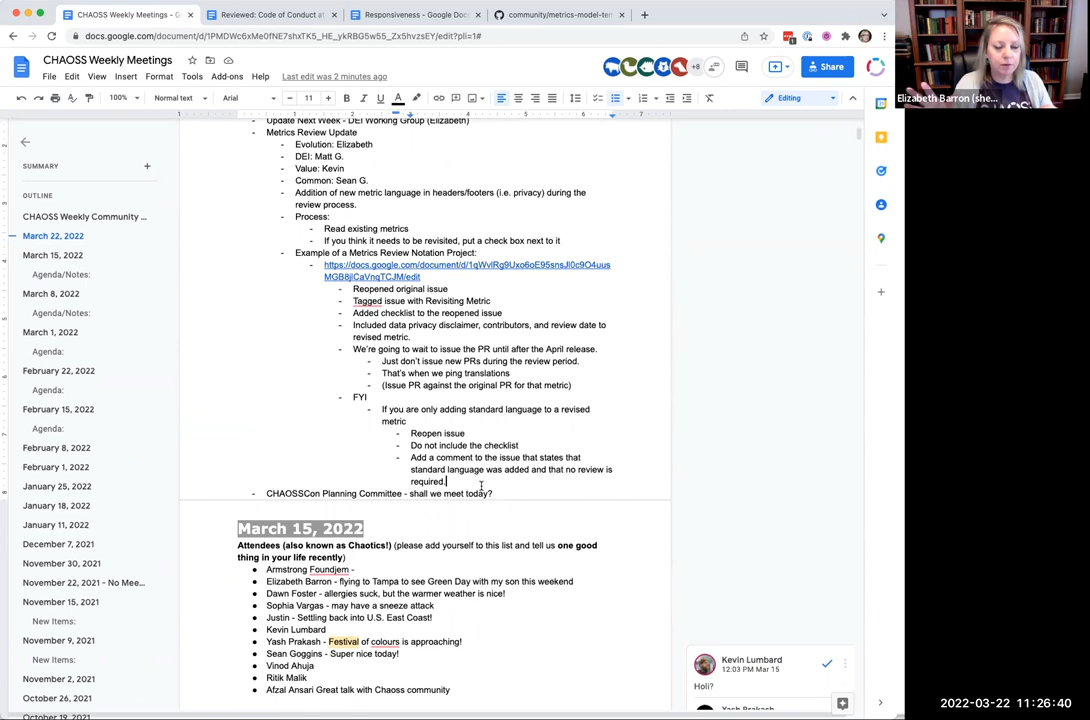 CHAOSS Weekly Meetings - G
Reviewed: Code of Conduct at
Responsiveness - Google Docs
community/metrics-model-tem
docs.google.com/document/d/1PMDWc6xMe0fNE7shxTK5_HE_ykRBG5w55_Zx5hvzsEY/edit?pli=1#
CHAOSS Weekly Meetings
File Edit View Insert Format Tools Add-ons Help Last edit was 2 minutes ago
+8
Share
100% Normal text Arial 11 Editing
Elizabeth Barron (she...
SUMMARY
OUTLINE
CHAOSS Weekly Community ...
March 22, 2022
March 15, 2022
Agenda/Notes:
March 8, 2022
Agenda/Notes:
March 1, 2022
Agenda:
February 22, 2022
Agenda:
February 15, 2022
Agenda:
February 8, 2022
February 1, 2022
January 25, 2022
January 18, 2022
January 11, 2022
December 7, 2021
November 30, 2021
November 22, 2021 - No Mee...
November 15, 2021
New Items:
November 9, 2021
New Items:
November 2, 2021
October 26, 2021
October 19, 2021
- Update Next Week - DEI Working Group (Elizabeth)
- Metrics Review Update
- Evolution: Elizabeth
- DEI: Matt G.
- Value: Kevin
- Common: Sean G.
- Addition of new metric language in headers/footers (i.e. privacy) during the
review process.
- Process:
- Read existing metrics
- If you think it needs to be revisited, put a check box next to it
- Example of a Metrics Review Notation Project:
- https://docs.google.com/document/d/1qWvlRg9Uxo6oE95snsJl0c9O4uus
MGB8jlCaVnqTCJM/edit
- Reopened original issue
- Tagged issue with Revisiting Metric
- Added checklist to the reopened issue
- Included data privacy disclaimer, contributors, and review date to
revised metric.
- We're going to wait to issue the PR until after the April release.
- Just don't issue new PRs during the review period.
- That's when we ping translations
- (Issue PR against the original PR for that metric)
- FYI
- If you are only adding standard language to a revised
metric
- Reopen issue
- Do not include the checklist
- Add a comment to the issue that states that
standard language was added and that no review is
required.
- CHAOSSCon Planning Committee - shall we meet today?
March 15, 2022
Attendees (also known as Chaotics!) (please add yourself to this list and tell us one good
thing in your life recently)
● Armstrong Foundjem -
● Elizabeth Barron - flying to Tampa to see Green Day with my son this weekend
● Dawn Foster - allergies suck, but the warmer weather is nice!
● Sophia Vargas - may have a sneeze attack
● Justin - Settling back into U.S. East Coast!
● Kevin Lumbard
● Yash Prakash - Festival of colours is approaching!
● Sean Goggins - Super nice today!
● Vinod Ahuja
● Ritik Malik
● Afzal Ansari Great talk with Chaoss community
Kevin Lumbard
12:03 PM Mar 15
Holi?
Yash Prakash
2022-03-22 11:26:40